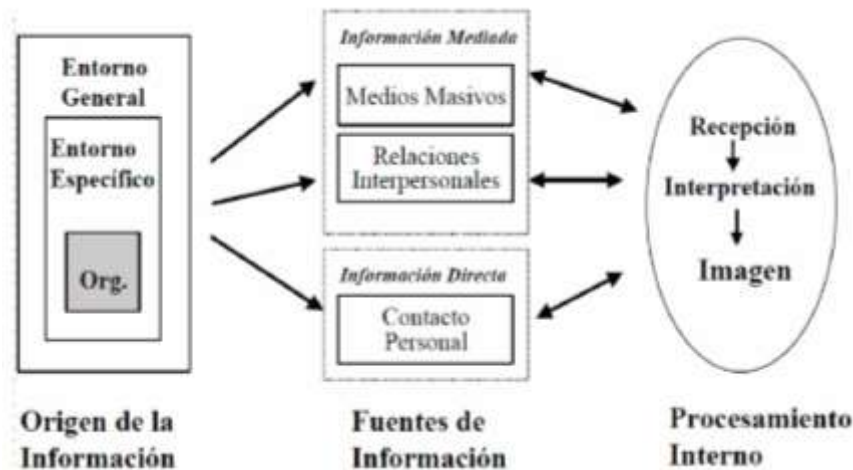 Entorno
General
Entorno
Específico
Org.
Origen de la
Información
Información Mediada
Medios Masivos
Relaciones
Interpersonales
Información Directa
Contacto
Personal
Fuentes de
Información
Recepción
Interpretación
Imagen
Procesamiento
Interno